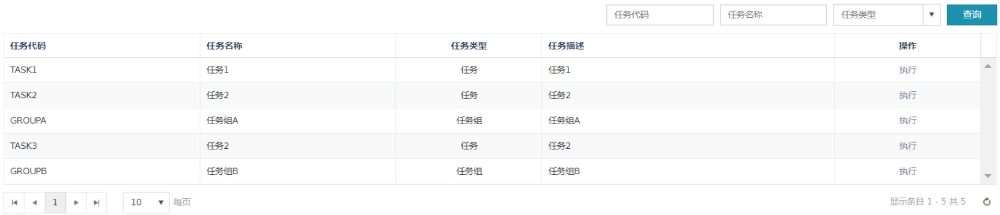 任务代码 任务名称 任务类型 查询
任务代码 任务名称 任务类型 任务描述 操作
TASK1 任务1 任务 任务1 执行
TASK2 任务2 任务 任务2 执行
GROUPA 任务组A 任务组 任务组A 执行
TASK3 任务2 任务 任务2 执行
GROUPB 任务组B 任务组 任务组B 执行
1 10 每页 显示条目 1 - 5 共 5